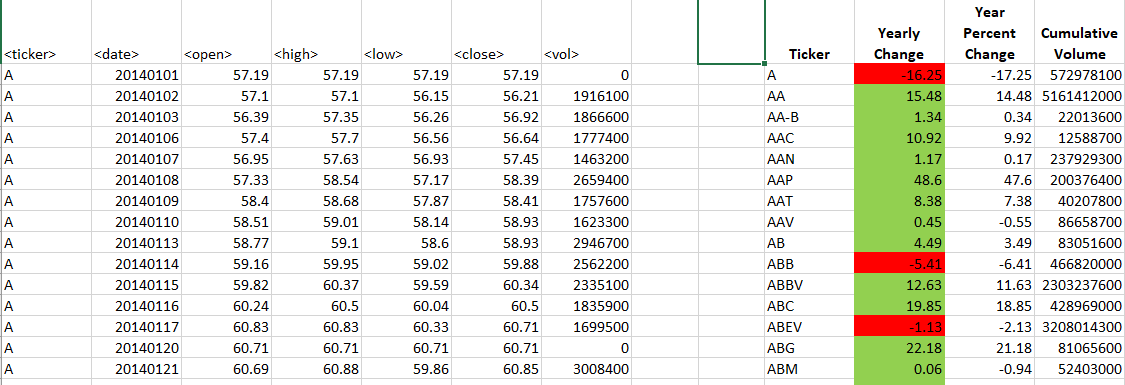 Year
Yearly Percent Cumulative
<ticker> <date> <open> <high> <low> <close> <vol> Ticker Change Change Volume
A 20140101 57.19 57.19 57.19 57.19 0 A -16.25 -17.25 572978100
A 20140102 57.1 57.1 56.15 56.21 1916100 AA 15.48 14.48 5161412000
A 20140103 56.39 57.35 56.26 56.92 1866600 AA-B 1.34 0.34 22013600
A 20140106 57.4 57.7 56.56 56.64 1777400 AAC 10.92 9.92 12588700
A 20140107 56.95 57.63 56.93 57.45 1463200 AAN 1.17 0.17 237929300
A 20140108 57.33 58.54 57.17 58.39 2659400 AAP 48.6 47.6 200376400
A 20140109 58.4 58.68 57.87 58.41 1757600 AAT 8.38 7.38 40207800
A 20140110 58.51 59.01 58.14 58.93 1623300 AAV 0.45 -0.55 86658700
A 20140113 58.77 59.1 58.6 58.93 2946700 AB 4.49 3.49 83051600
A 20140114 59.16 59.95 59.02 59.88 2562200 ABB -5.41 -6.41 466820000
A 20140115 59.82 60.37 59.59 60.34 2335100 ABBV 12.63 11.63 2303237600
A 20140116 60.24 60.5 60.04 60.5 1835900 ABC 19.85 18.85 428969000
A 20140117 60.83 60.83 60.33 60.71 1699500 ABEV -1.13 -2.13 3208014300
A 20140120 60.71 60.71 60.71 60.71 0 ABG 22.18 21.18 81065600
A 20140121 60.69 60.88 59.86 60.85 3008400 ABM 0.06 -0.94 52403000